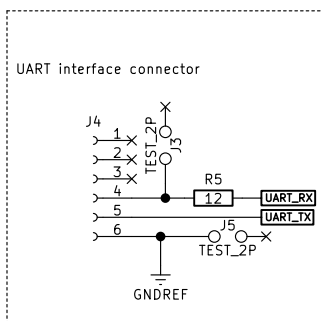 UART interface connector
J4
1
2
3
4
5
6
TEST_2P
J3
R5
12
UART_RX
UART_TX
J5
TEST_2P
GNDREF